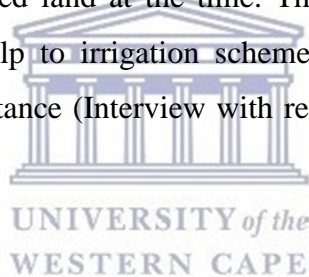 ed land at the time. Th
lp to irrigation scheme
tance (Interview with re
UNIVERSITY of the
WESTERN CAPE